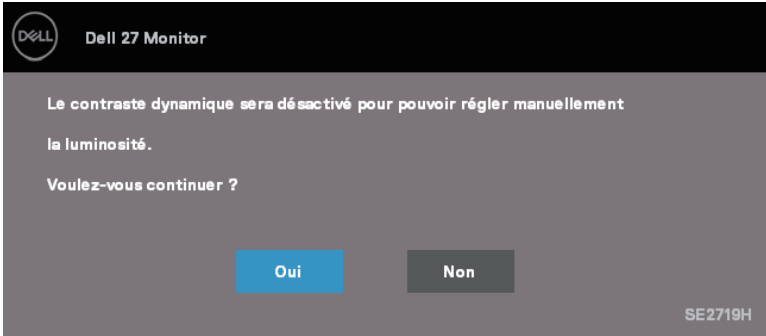 DELL
Dell 27 Monitor
Le contraste dynamique sera désactivé pour pouvoir régler manuellement
la luminosité.
Voulez-vous continuer ?
Oui
Non
SE2719H